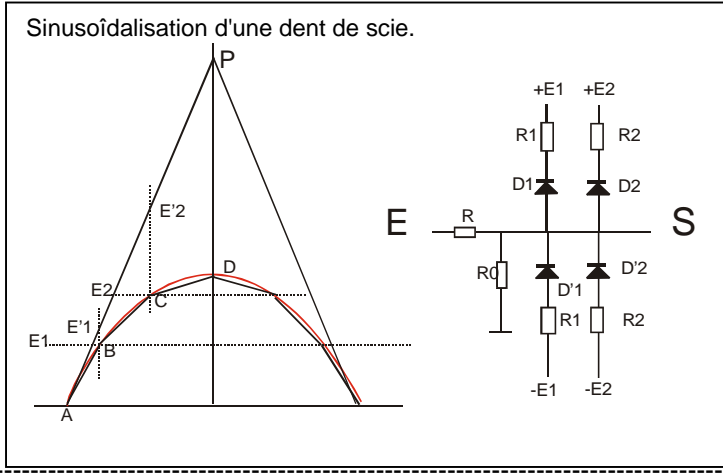 Sinusoîdalisation d'une dent de scie.
P
E'2
D
E2
C
E'1
E1
B
A
+E1 +E2
R1 R2
D1 D2
E R S
R0 D'1 D'2
R1 R2
-E1 -E2